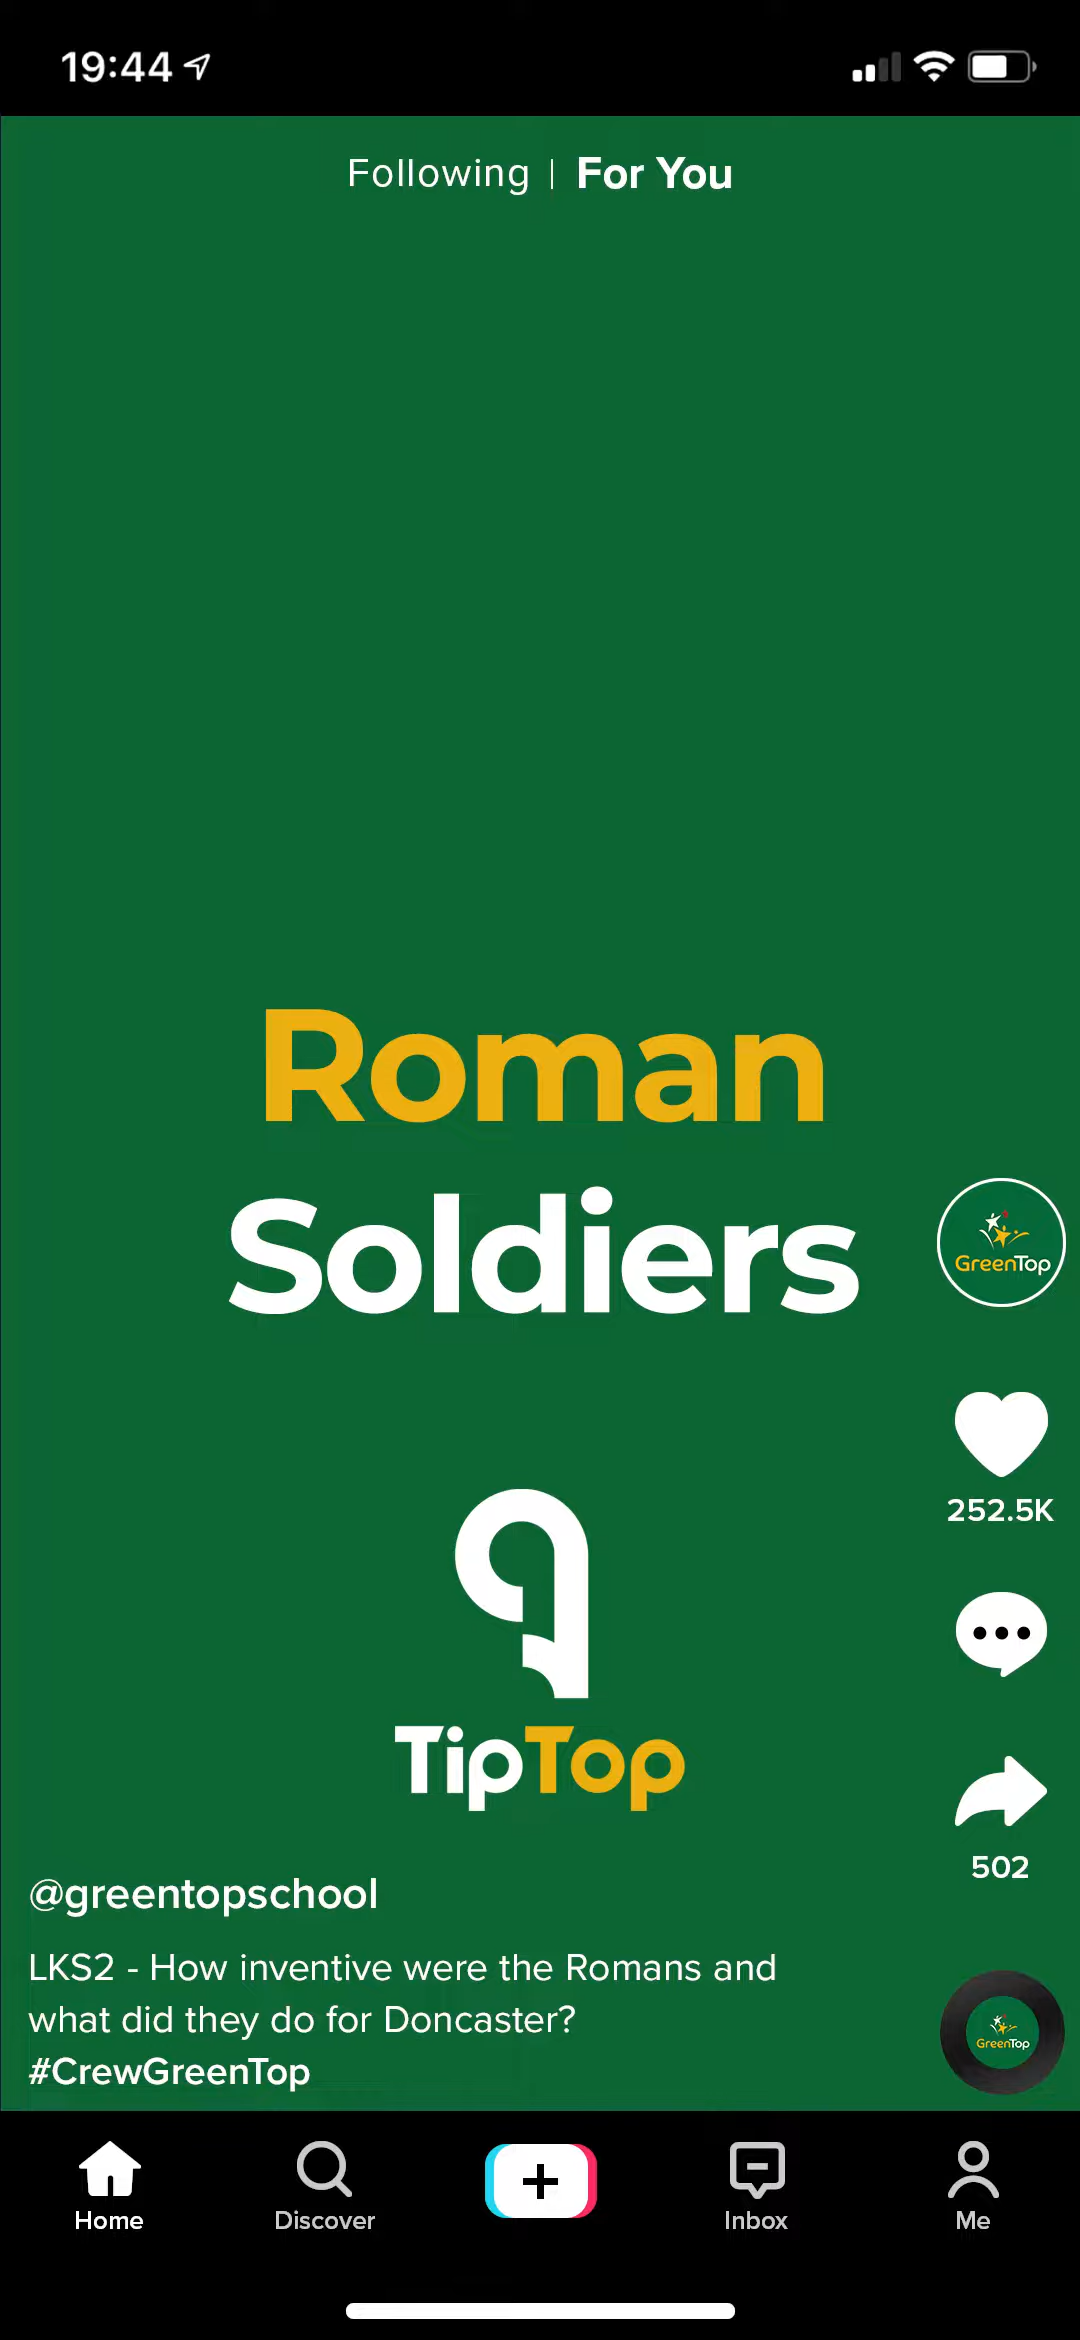 19:44
Following | For You
Roman
Soldiers
GreenTop
252.5K
TipTop
502
@greentopschool
LKS2 - How inventive were the Romans and
what did they do for Doncaster?
#CrewGreenTop
GreenTop
Home
Discover
Inbox
Me